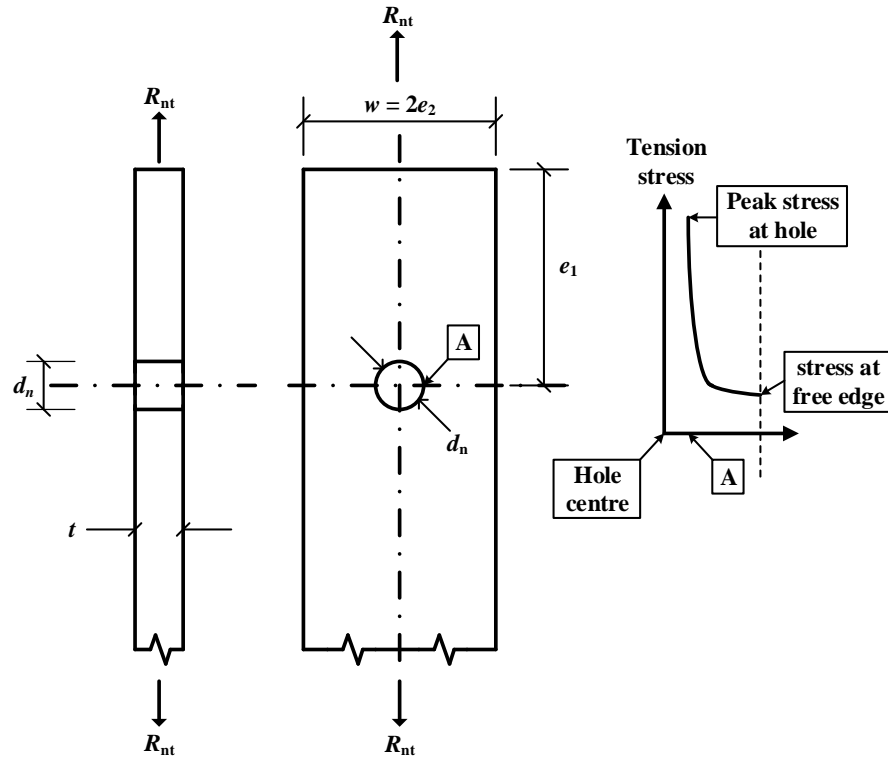 R_nt
R_nt
w = 2e_2
Tension
stress
Peak stress
at hole
e_1
A
d_n
stress at
free edge
d_n
Hole
centre
A
t
R_nt
R_nt